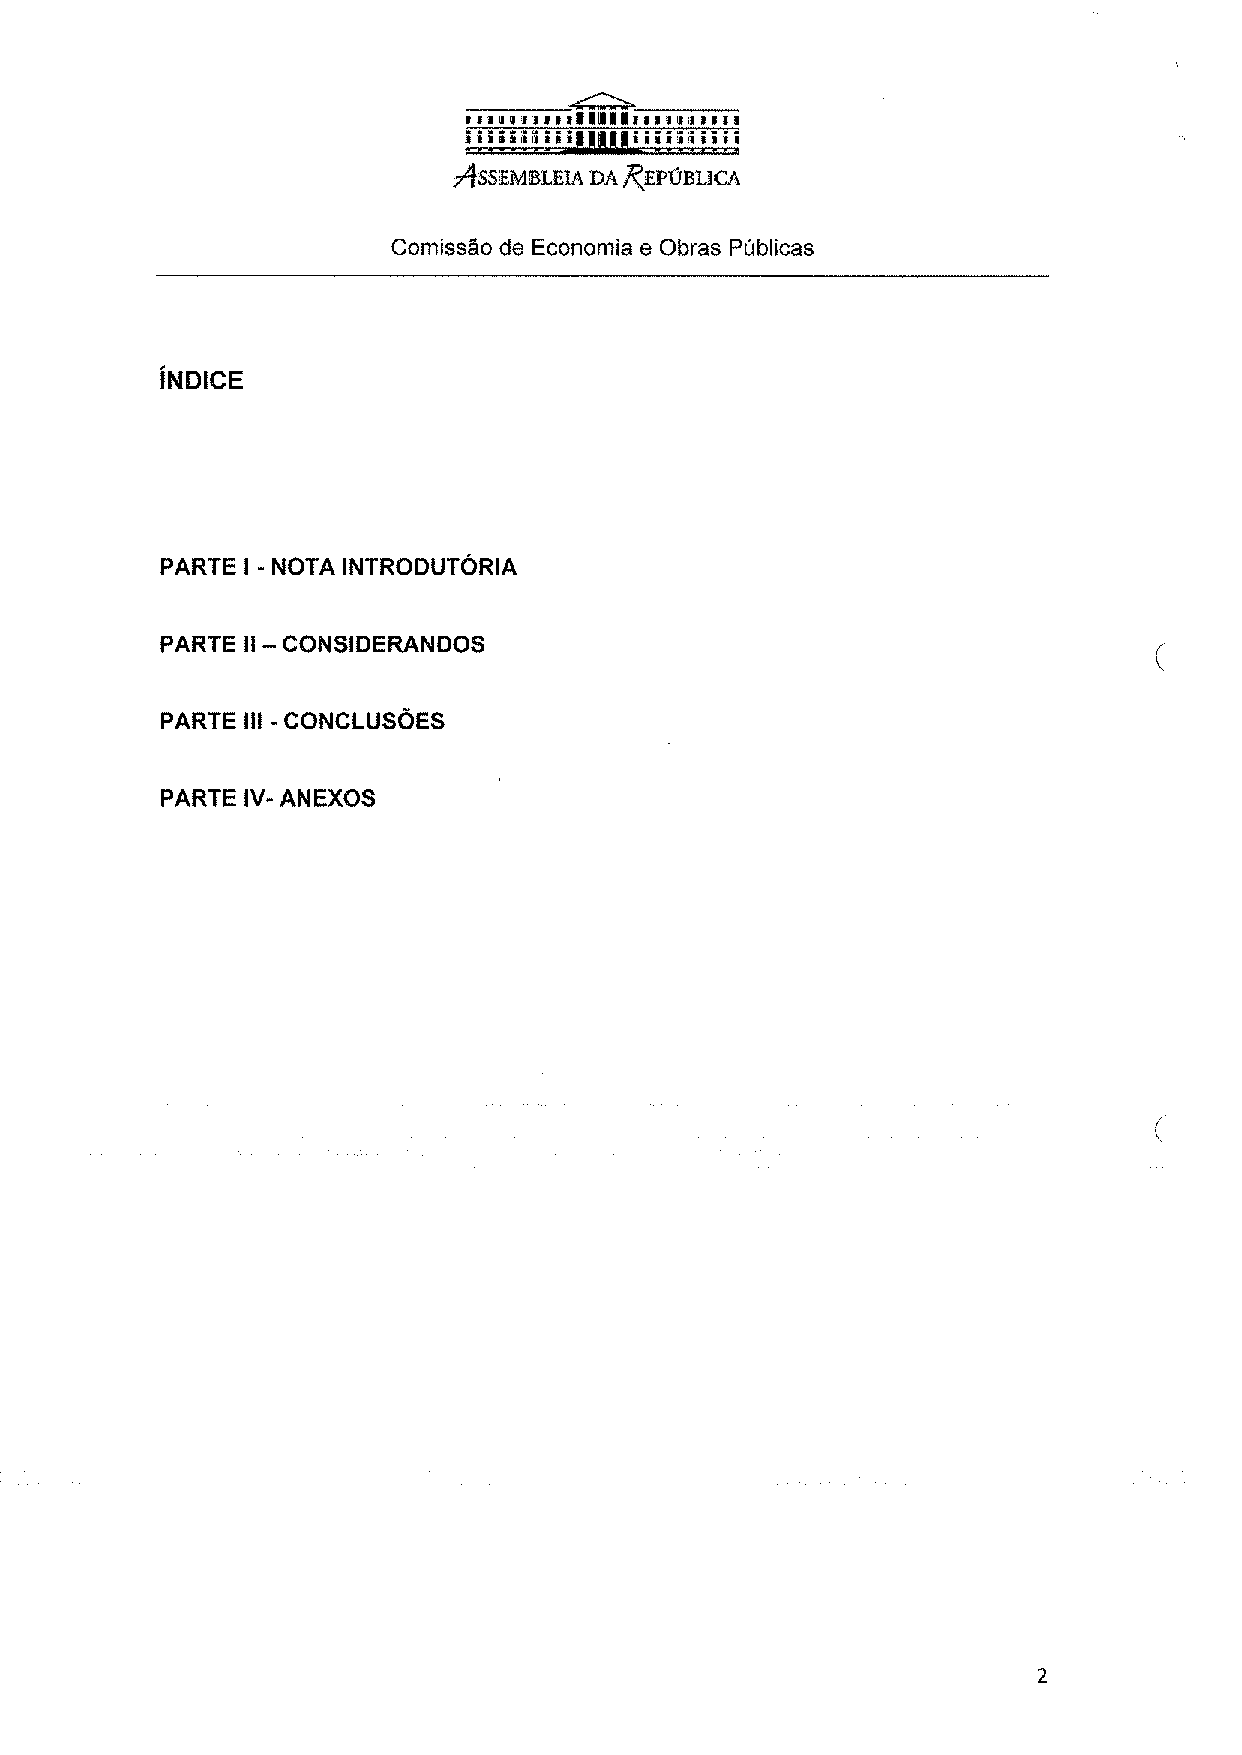 ASSEMBLEIA DA REPÚBLICA
Comissão de Economia e Obras Públicas
ÍNDICE
PARTE I - NOTA INTRODUTÓRIA
PARTE II – CONSIDERANDOS
PARTE III - CONCLUSÕES
PARTE IV- ANEXOS
2